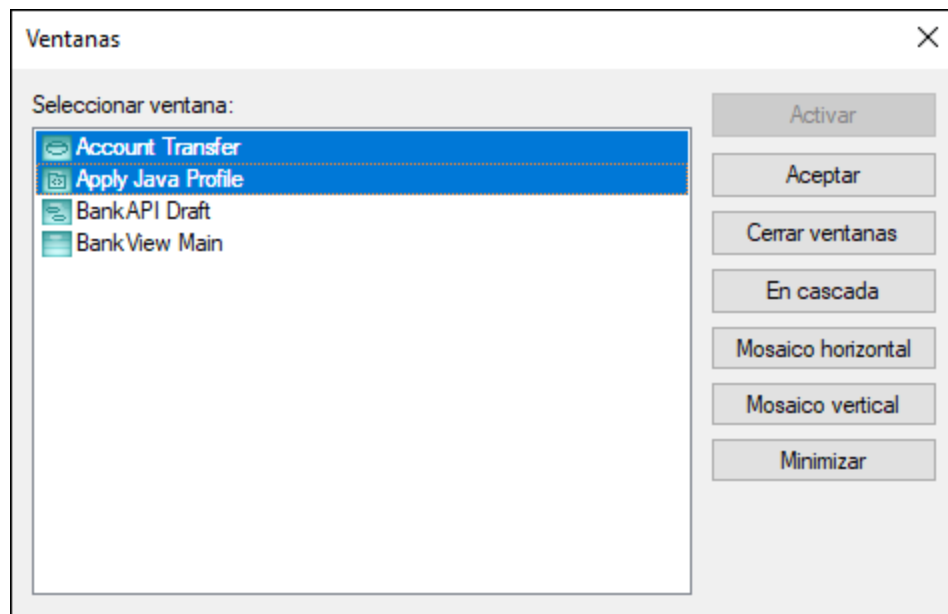 Ventanas
Seleccionar ventana:
Account Transfer
Apply Java Profile
BankAPI Draft
BankView Main
Activar
Aceptar
Cerrar ventanas
En cascada
Mosaico horizontal
Mosaico vertical
Minimizar